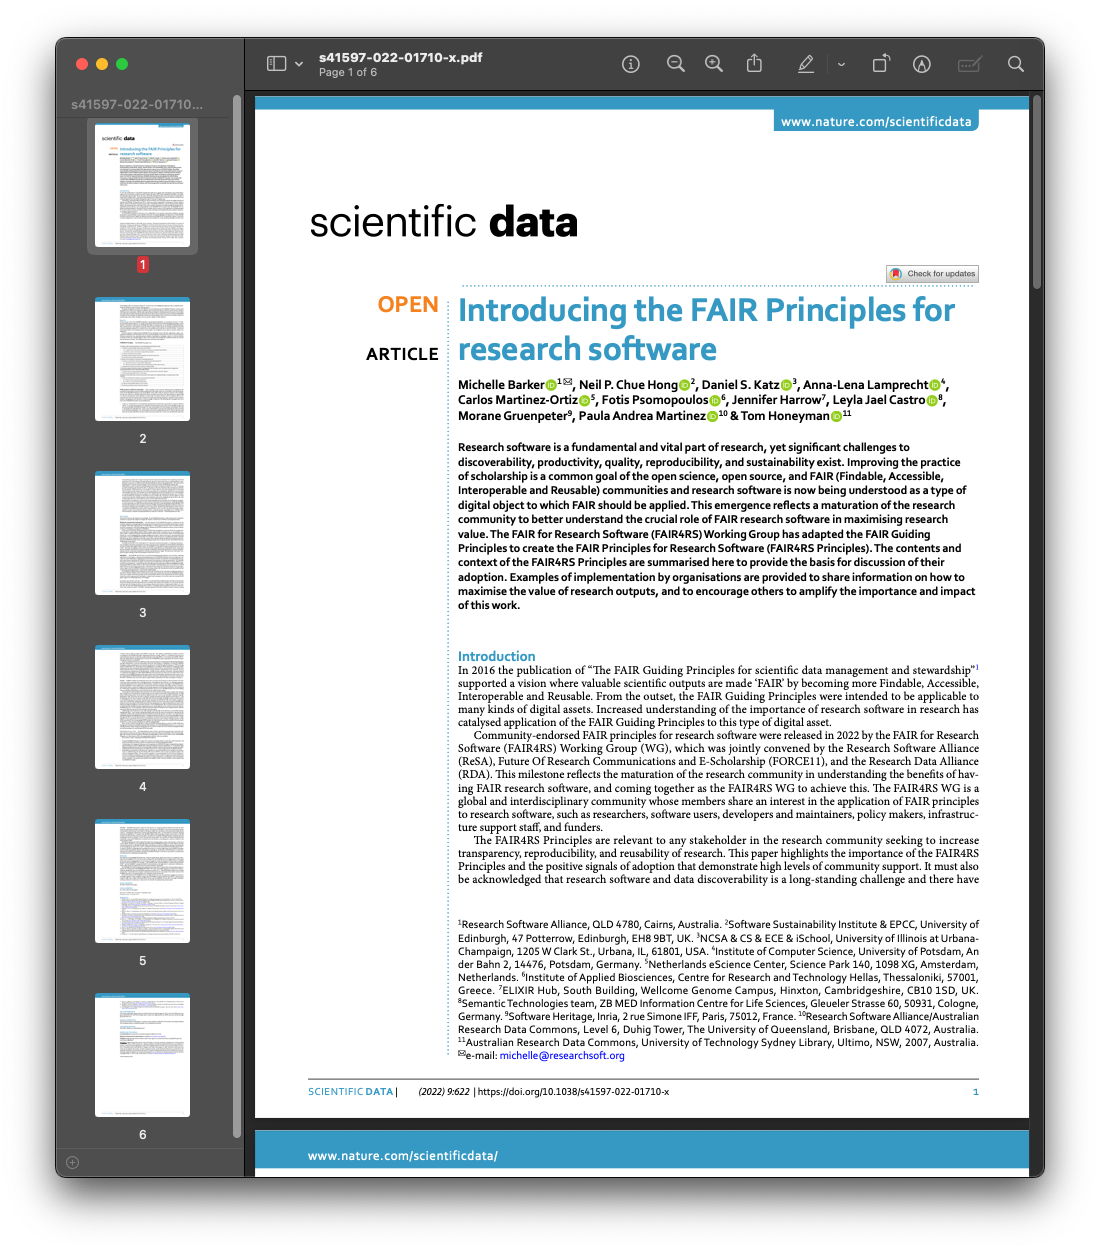 s41597-022-01710-x.pdf
Page 1 of 6
s41597-022-01710...
1
2
3
4
5
6
www.nature.com/scientificdata
scientific data
Check for updates
OPEN
ARTICLE
Introducing the FAIR Principles for
research software
Michelle Barker iD 1✉, Neil P. Chue Hong iD 2, Daniel S. Katz iD 3, Anna-Lena Lamprecht iD 4,
Carlos Martinez-Ortiz iD 5, Fotis Psomopoulos iD 6, Jennifer Harrow7, Leyla Jael Castro iD 8,
Morane Gruenpeter9, Paula Andrea Martinez iD 10 & Tom Honeyman iD 11
Research software is a fundamental and vital part of research, yet significant challenges to
discoverability, productivity, quality, reproducibility, and sustainability exist. Improving the practice
of scholarship is a common goal of the open science, open source, and FAIR (Findable, Accessible,
Interoperable and Reusable) communities and research software is now being understood as a type of
digital object to which FAIR should be applied. This emergence reflects a maturation of the research
community to better understand the crucial role of FAIR research software in maximising research
value. The FAIR for Research Software (FAIR4RS) Working Group has adapted the FAIR Guiding
Principles to create the FAIR Principles for Research Software (FAIR4RS Principles). The contents and
context of the FAIR4RS Principles are summarised here to provide the basis for discussion of their
adoption. Examples of implementation by organisations are provided to share information on how to
maximise the value of research outputs, and to encourage others to amplify the importance and impact
of this work.
Introduction
In 2016 the publication of “The FAIR Guiding Principles for scientific data management and stewardship”1
supported a vision where valuable scientific outputs are made ‘FAIR’ by becoming more Findable, Accessible,
Interoperable and Reusable. From the outset, the FAIR Guiding Principles were intended to be applicable to
many kinds of digital assets. Increased understanding of the importance of research software in research has
catalysed application of the FAIR Guiding Principles to this type of digital asset.
Community-endorsed FAIR principles for research software were released in 2022 by the FAIR for Research
Software (FAIR4RS) Working Group (WG), which was jointly convened by the Research Software Alliance
(ReSA), Future Of Research Communications and E-Scholarship (FORCE11), and the Research Data Alliance
(RDA). This milestone reflects the maturation of the research community in understanding the benefits of hav-
ing FAIR research software, and coming together as the FAIR4RS WG to achieve this. The FAIR4RS WG is a
global and interdisciplinary community whose members share an interest in the application of FAIR principles
to research software, such as researchers, software users, developers and maintainers, policy makers, infrastruc-
ture support staff, and funders.
The FAIR4RS Principles are relevant to any stakeholder in the research community seeking to increase
transparency, reproducibility, and reusability of research. This paper highlights the importance of the FAIR4RS
Principles and the positive signals of adoption that demonstrate high levels of community support. It must also
be acknowledged that research software and data discoverability is a long-standing challenge and there have
1Research Software Alliance, QLD 4780, Cairns, Australia. 2Software Sustainability Institute & EPCC, University of
Edinburgh, 47 Potterrow, Edinburgh, EH8 9BT, UK. 3NCSA & CS & ECE & iSchool, University of Illinois at Urbana-
Champaign, 1205 W Clark St., Urbana, IL, 61801, USA. 4Institute of Computer Science, University of Potsdam, An
der Bahn 2, 14476, Potsdam, Germany. 5Netherlands eScience Center, Science Park 140, 1098 XG, Amsterdam,
Netherlands. 6Institute of Applied Biosciences, Centre for Research and Technology Hellas, Thessaloniki, 57001,
Greece. 7ELIXIR Hub, South Building, Wellcome Genome Campus, Hinxton, Cambridgeshire, CB10 1SD, UK.
8Semantic Technologies team, ZB MED Information Centre for Life Sciences, Gleueler Strasse 60, 50931, Cologne,
Germany. 9Software Heritage, Inria, 2 rue Simone IFF, Paris, 75012, France. 10Research Software Alliance/Australian
Research Data Commons, Level 6, Duhig Tower, The University of Queensland, Brisbane, QLD 4072, Australia.
11Australian Research Data Commons, University of Technology Sydney Library, Ultimo, NSW, 2007, Australia.
✉e-mail: michelle@researchsoft.org
SCIENTIFIC DATA | (2022) 9:622 | https://doi.org/10.1038/s41597-022-01710-x 1
www.nature.com/scientificdata/